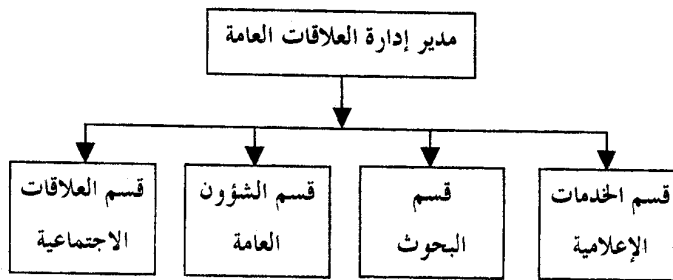 مدير إدارة العلاقات العامة
قسم الخدمات
الإعلامية
قسم
البحوث
قسم الشؤون
العامة
قسم العلاقات
الاجتماعية